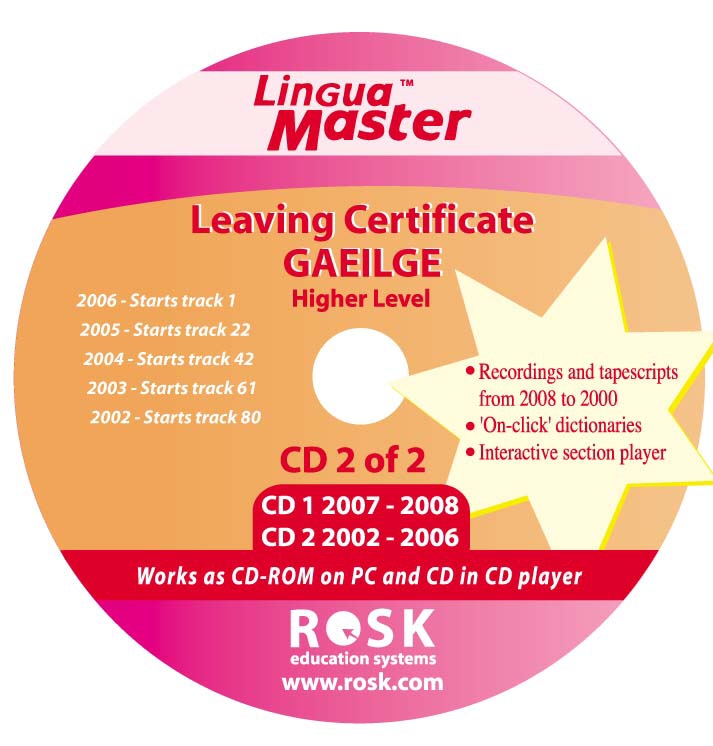 Lingua™
Master
Leaving Certificate
GAEILGE
Higher Level
2006 - Starts track 1
2005 - Starts track 22
2004 - Starts track 42
2003 - Starts track 61
2002 - Starts track 80
• Recordings and tapescripts
from 2008 to 2000
• 'On-click' dictionaries
• Interactive section player
CD 2 of 2
CD 1 2007 - 2008
CD 2 2002 - 2006
Works as CD-ROM on PC and CD in CD player
ROSK
education systems
www.rosk.com